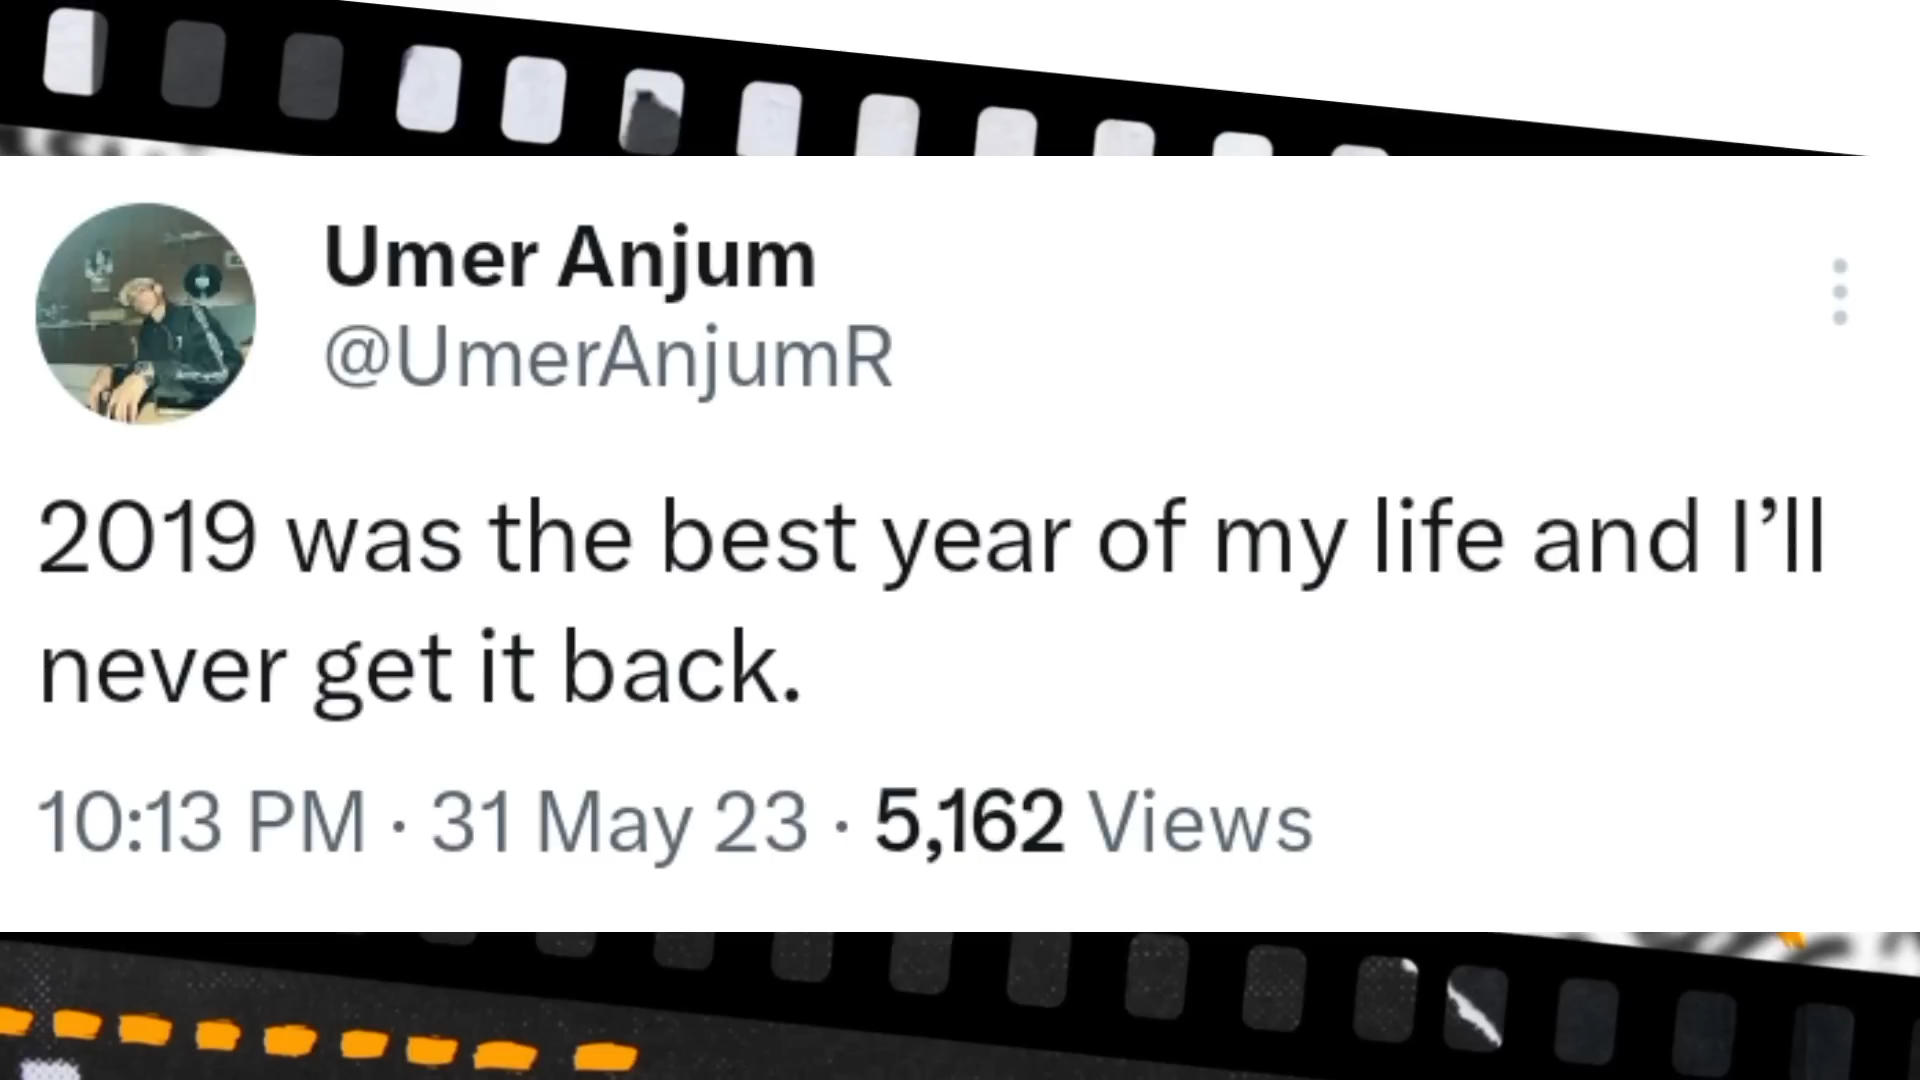 Umer Anjum
@UmerAnjumR
2019 was the best year of my life and I’ll
never get it back.
10:13 PM · 31 May 23 · 5,162 Views